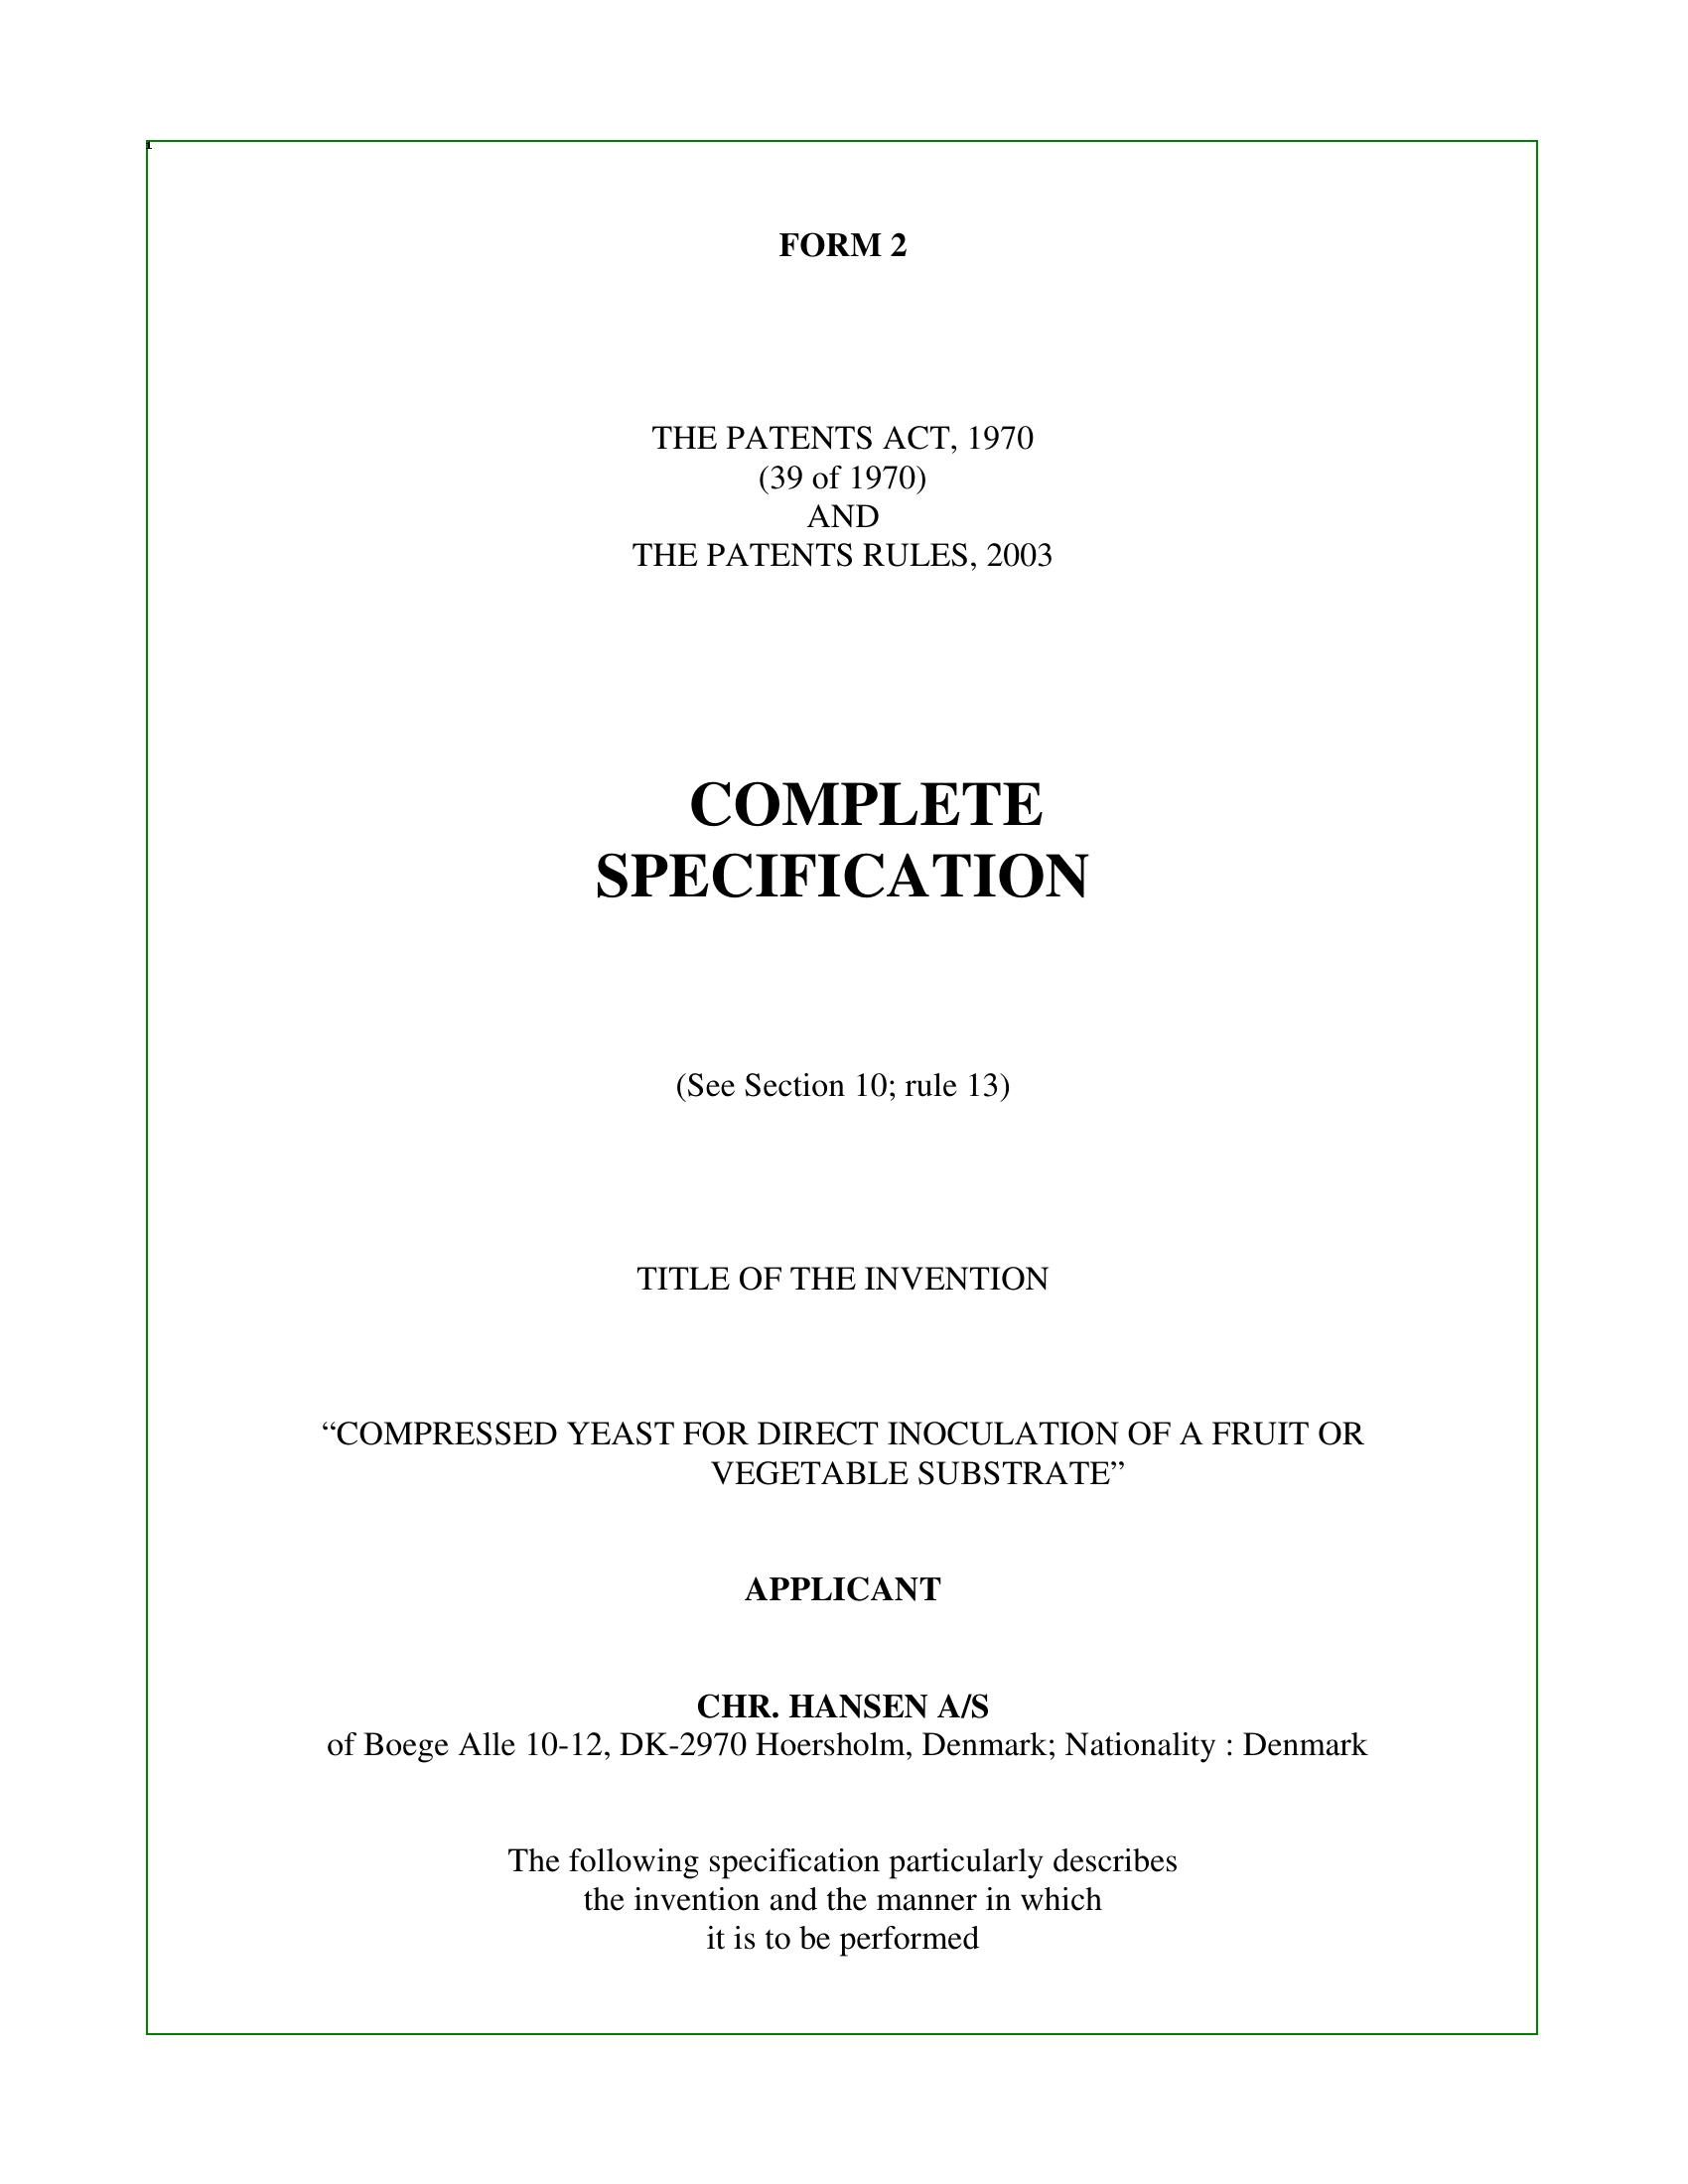 1
FORM 2
THE PATENTS ACT, 1970
(39 of 1970)
AND
THE PATENTS RULES, 2003
COMPLETE
SPECIFICATION
(See Section 10; rule 13)
TITLE OF THE INVENTION
“COMPRESSED YEAST FOR DIRECT INOCULATION OF A FRUIT OR
VEGETABLE SUBSTRATE”
APPLICANT
CHR. HANSEN A/S
of Boege Alle 10-12, DK-2970 Hoersholm, Denmark; Nationality : Denmark
The following specification particularly describes
the invention and the manner in which
it is to be performed